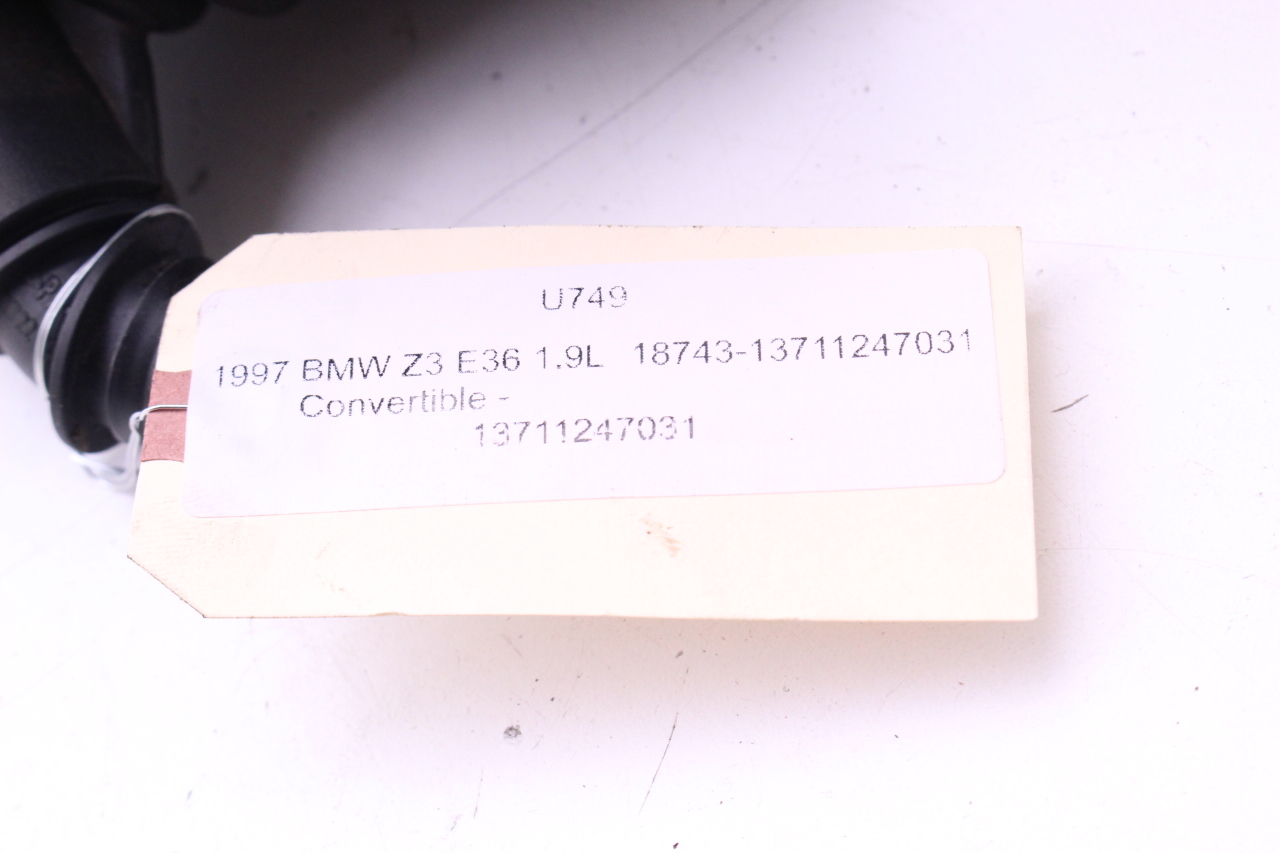 U749
1997 BMW Z3 E36 1.9L 18743-13711247031
Convertible -
13711247031